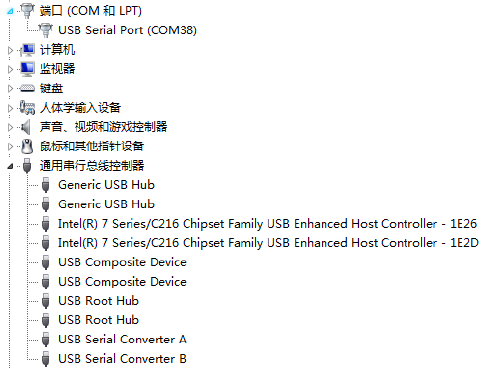 端口 (COM 和 LPT)
USB Serial Port (COM38)
计算机
监视器
键盘
人体学输入设备
声音、视频和游戏控制器
鼠标和其他指针设备
通用串行总线控制器
Generic USB Hub
Generic USB Hub
Intel(R) 7 Series/C216 Chipset Family USB Enhanced Host Controller - 1E26
Intel(R) 7 Series/C216 Chipset Family USB Enhanced Host Controller - 1E2D
USB Composite Device
USB Composite Device
USB Root Hub
USB Root Hub
USB Serial Converter A
USB Serial Converter B